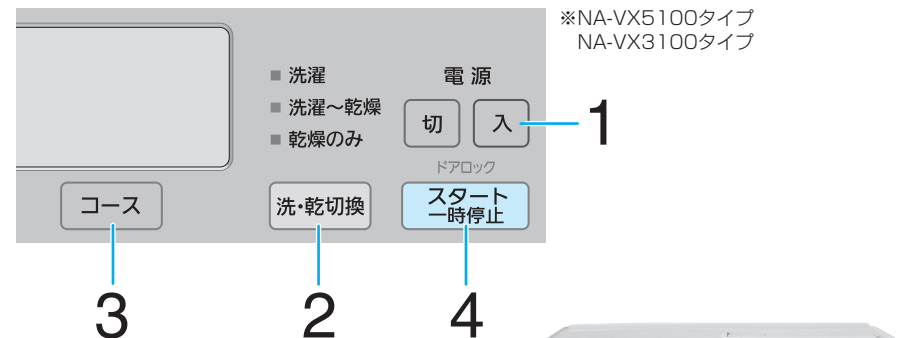 ※NA-VX5100タイプ
NA-VX3100タイプ
■ 洗濯
■ 洗濯～乾燥
■ 乾燥のみ
電源
切
入
1
ドアロック
コース
洗・乾切換
スタート
一時停止
3
2
4